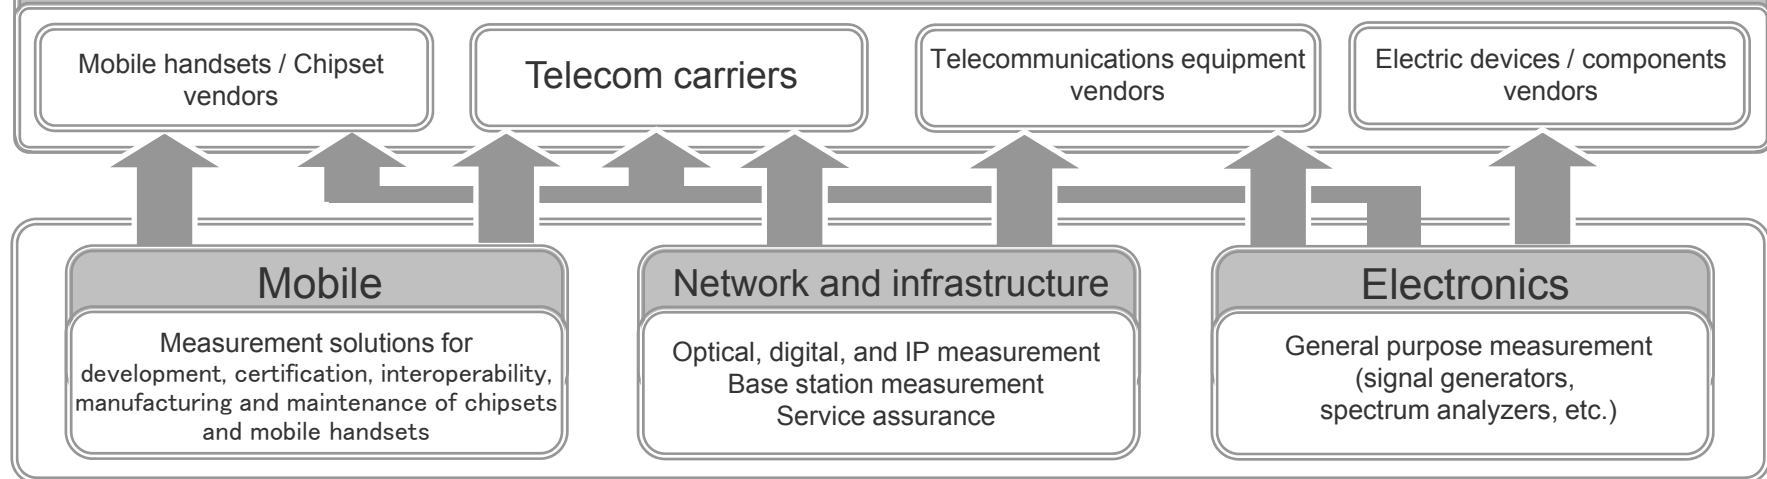 Mobile handsets / Chipset
vendors
Telecom carriers
Telecommunications equipment
vendors
Electric devices / components
vendors
Mobile
Measurement solutions for
development, certification, interoperability,
manufacturing and maintenance of chipsets
and mobile handsets
Network and infrastructure
Optical, digital, and IP measurement
Base station measurement
Service assurance
Electronics
General purpose measurement
(signal generators,
spectrum analyzers, etc.)